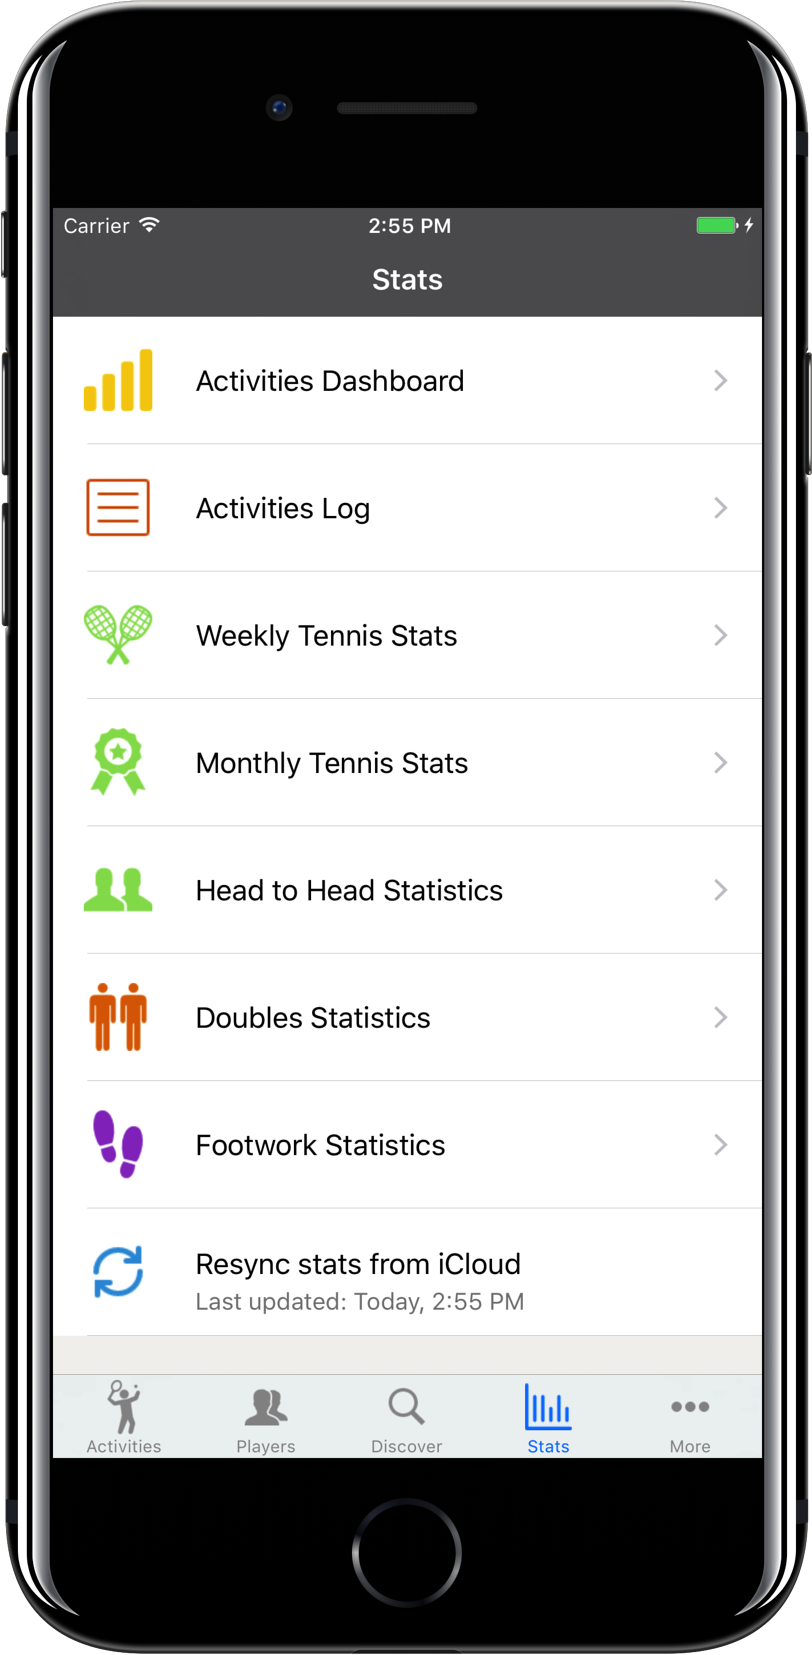 Carrier 2:55 PM
Stats
Activities Dashboard
Activities Log
Weekly Tennis Stats
Monthly Tennis Stats
Head to Head Statistics
Doubles Statistics
Footwork Statistics
Resync stats from iCloud
Last updated: Today, 2:55 PM
Activities Players Discover Stats More